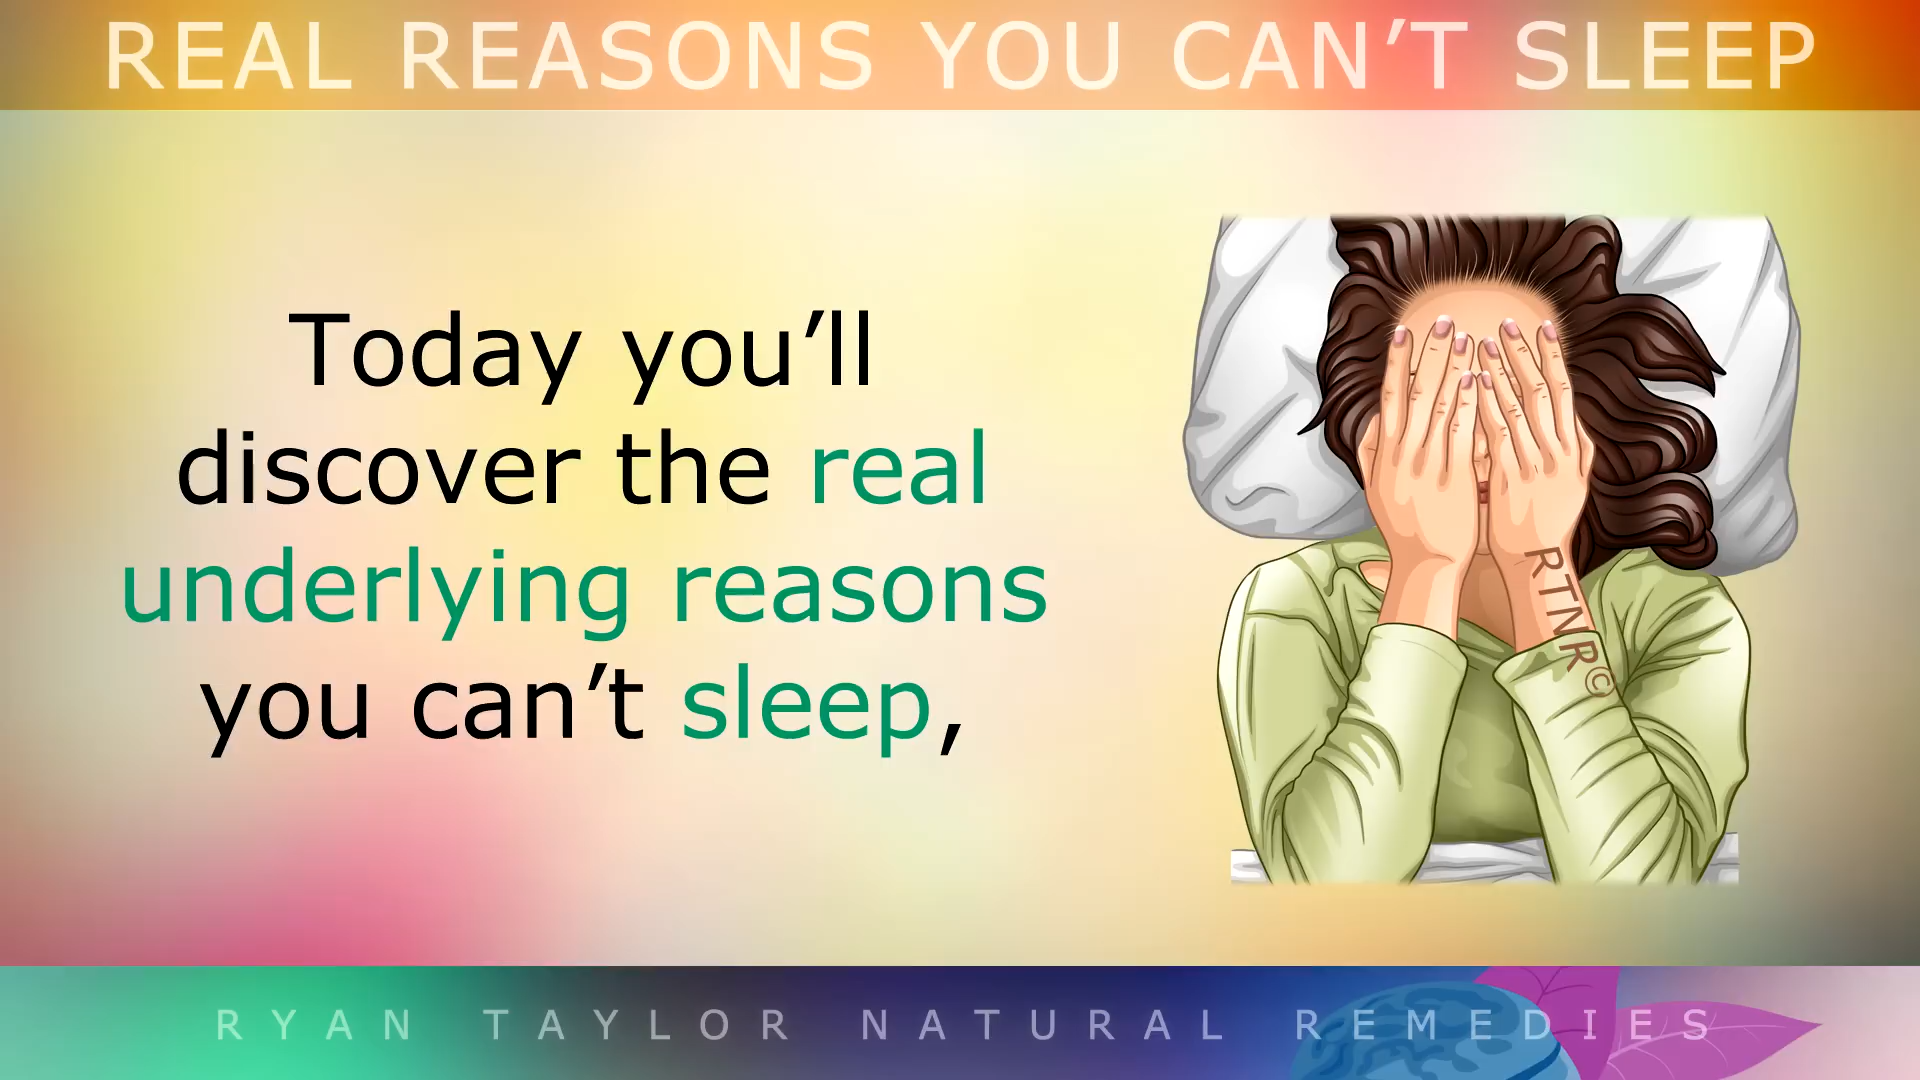 REAL REASONS YOU CAN’T SLEEP
Today you’ll
discover the real
underlying reasons
you can’t sleep,
RTNR©
RYAN TAYLOR NATURAL REMEDIES